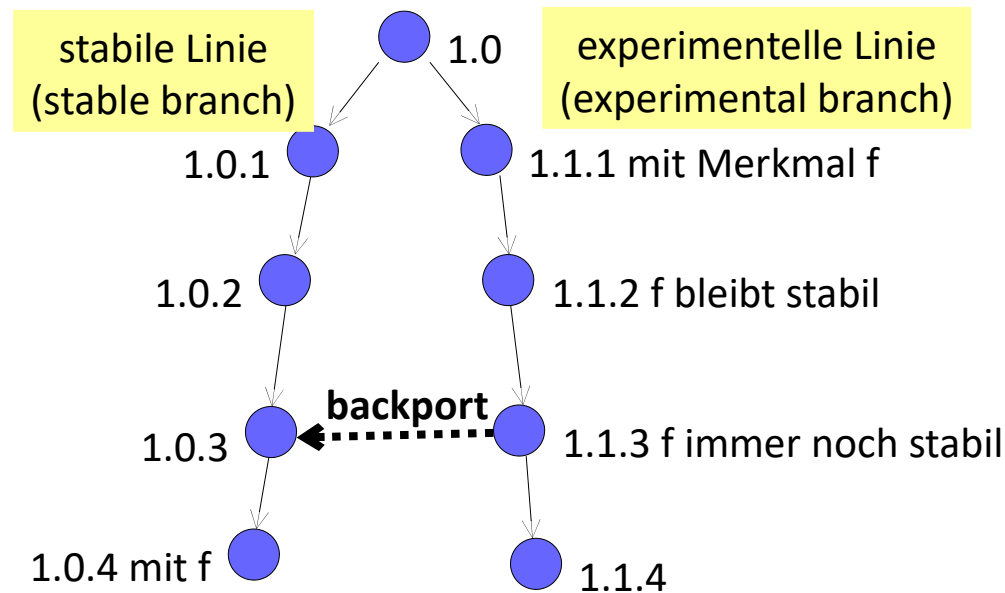 stabile Linie
(stable branch)
1.0
experimentelle Linie
(experimental branch)
1.0.1
1.1.1 mit Merkmal f
1.0.2
1.1.2 f bleibt stabil
backport
1.0.3
1.1.3 f immer noch stabil
1.0.4 mit f
1.1.4